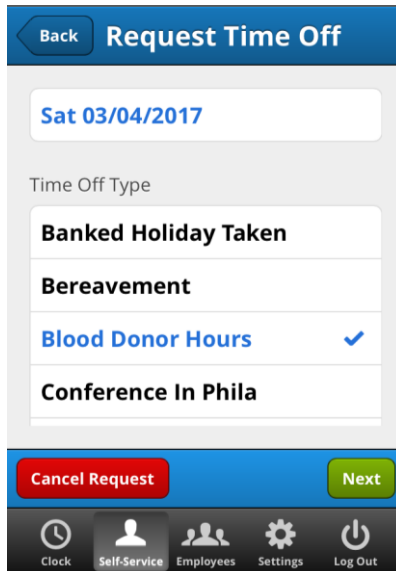 Back
Request Time Off
Sat 03/04/2017
Time Off Type
Banked Holiday Taken
Bereavement
Blood Donor Hours
Conference In Phila
Cancel Request
Next
Clock
Self-Service
Employees
Settings
Log Out